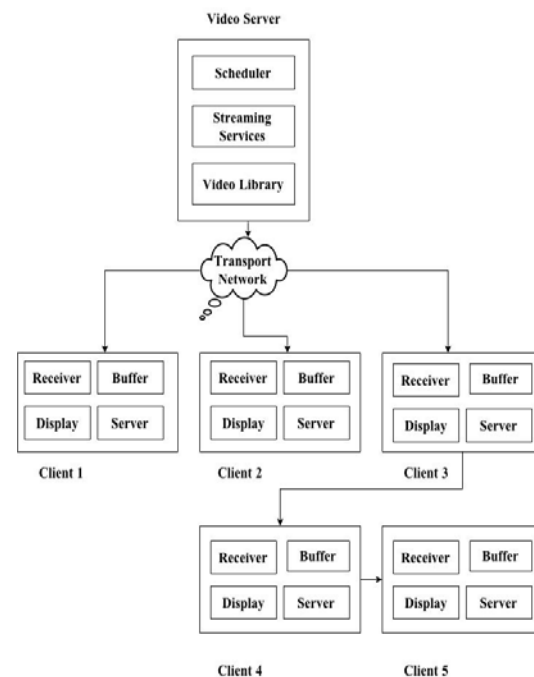 Video Server
Scheduler
Streaming
Services
Video Library
Transport
Network
Receiver
Buffer
Display
Server
Client 1
Receiver
Buffer
Display
Server
Client 2
Receiver
Buffer
Display
Server
Client 3
Receiver
Buffer
Display
Server
Client 4
Receiver
Buffer
Display
Server
Client 5